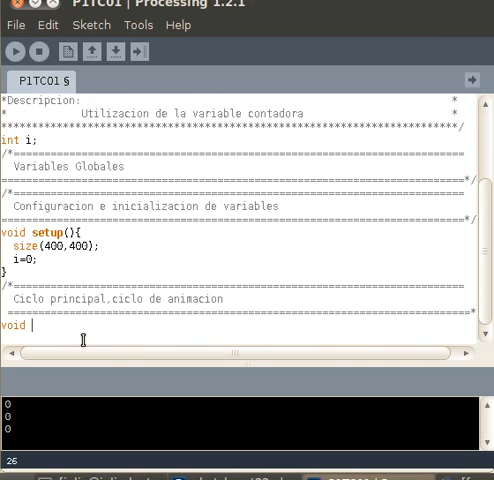 P1TC01 | Processing 1.2.1
File Edit Sketch Tools Help
P1TC01 §
*Descripcion: *
* Utilizacion de la variable contadora *
**************************************************************************/
int i;
/*==========================================================
Variables Globales
============================================================*/
/*==========================================================
Configuracion e inicializacion de variables
============================================================*/
void setup(){
size(400,400);
i=0;
}
/*==========================================================
Ciclo principal,ciclo de animacion
===========================================================*
void
0
0
0
26